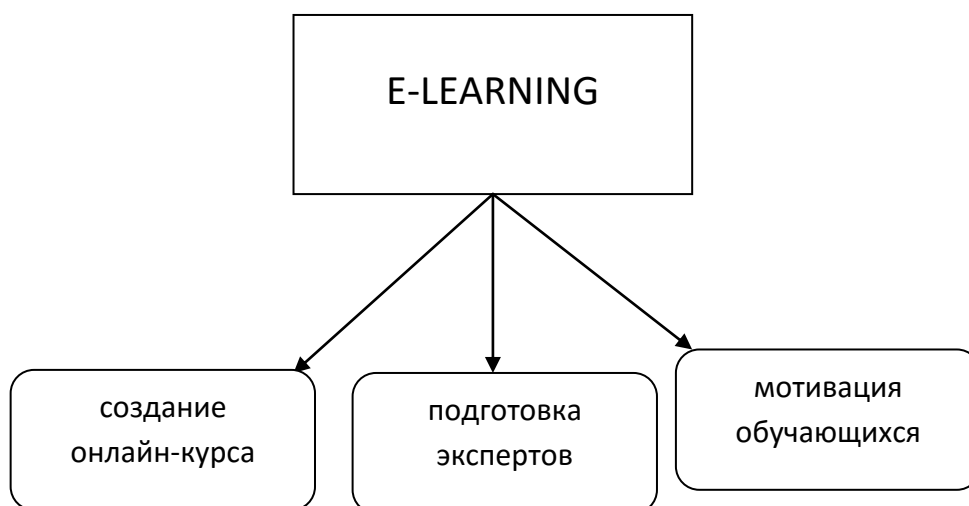 E-LEARNING
создание
онлайн-курса
подготовка
экспертов
мотивация
обучающихся